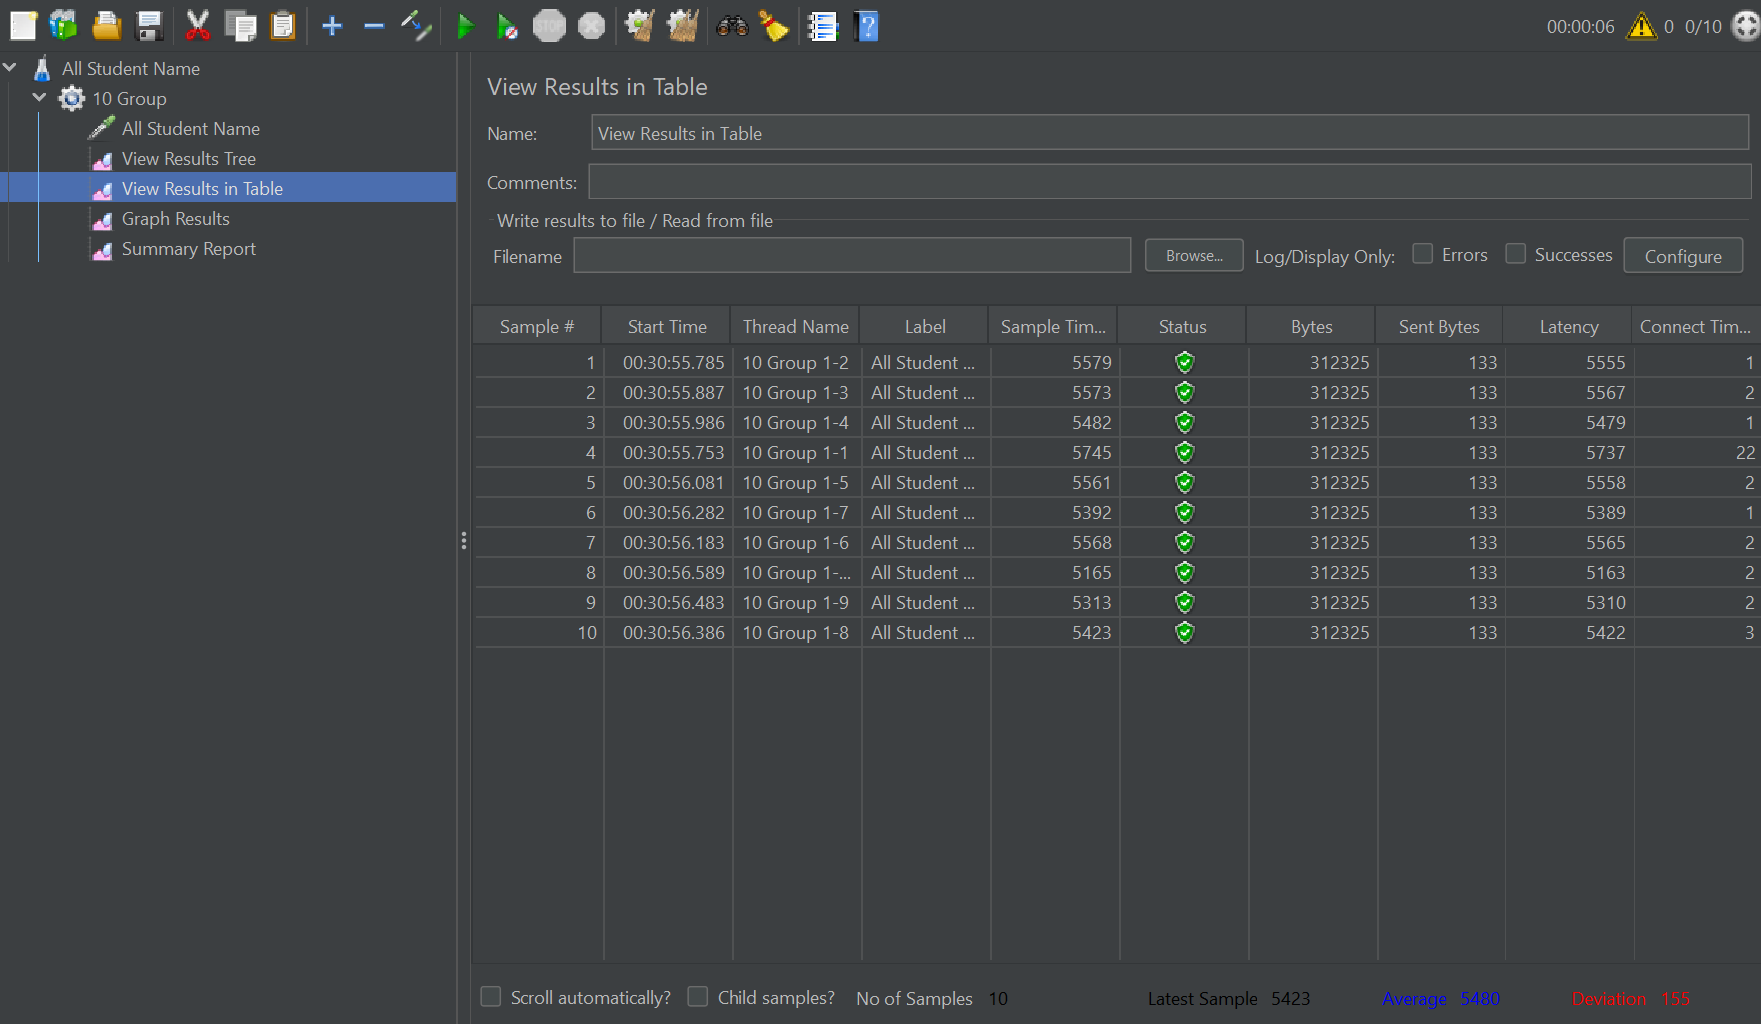 00:00:06 0 0/10
All Student Name
10 Group
All Student Name
View Results Tree
View Results in Table
Graph Results
Summary Report
View Results in Table
Name: View Results in Table
Comments:
Write results to file / Read from file
Filename Browse... Log/Display Only: Errors Successes Configure
Sample # Start Time Thread Name Label Sample Tim... Status Bytes Sent Bytes Latency Connect Tim...
1 00:30:55.785 10 Group 1-2 All Student ... 5579 312325 133 5555 1
2 00:30:55.887 10 Group 1-3 All Student ... 5573 312325 133 5567 2
3 00:30:55.986 10 Group 1-4 All Student ... 5482 312325 133 5479 1
4 00:30:55.753 10 Group 1-1 All Student ... 5745 312325 133 5737 22
5 00:30:56.081 10 Group 1-5 All Student ... 5561 312325 133 5558 2
6 00:30:56.282 10 Group 1-7 All Student ... 5392 312325 133 5389 1
7 00:30:56.183 10 Group 1-6 All Student ... 5568 312325 133 5565 2
8 00:30:56.589 10 Group 1-... All Student ... 5165 312325 133 5163 2
9 00:30:56.483 10 Group 1-9 All Student ... 5313 312325 133 5310 2
10 00:30:56.386 10 Group 1-8 All Student ... 5423 312325 133 5422 3
Scroll automatically? Child samples? No of Samples 10 Latest Sample 5423 Average 5480 Deviation 155